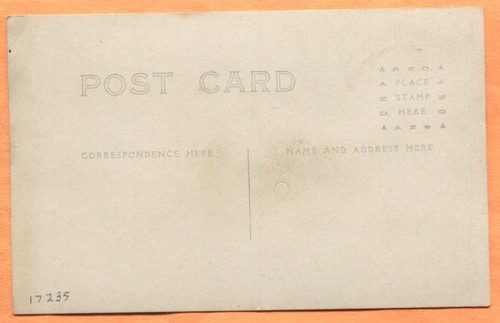 POST CARD
PLACE
STAMP
HERE
CORRESPONDENCE HERE
NAME AND ADDRESS HERE
17235